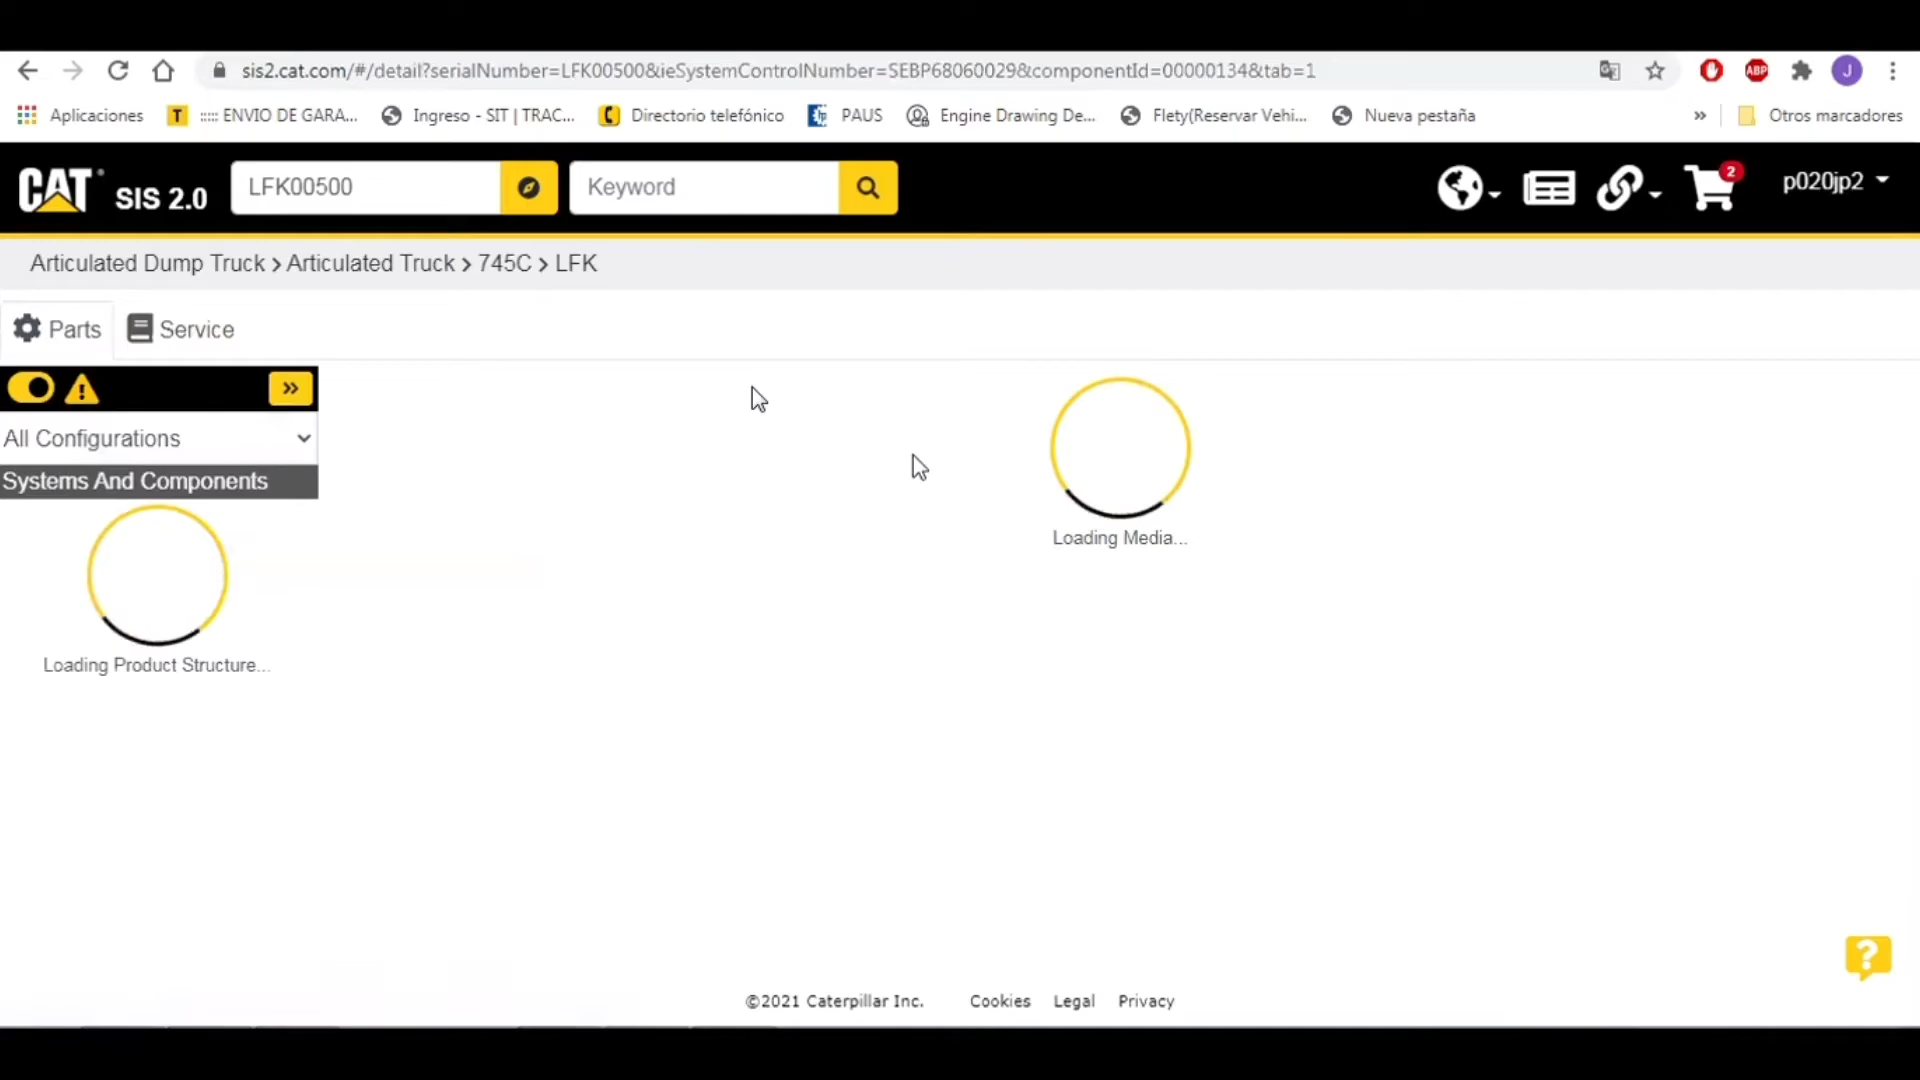 sis2.cat.com/#/detail?serialNumber=LFK00500&ieSystemControlNumber=SEBP68060029&componentId=00000134&tab=1
ABP
J
Aplicaciones
T
::::: ENVIO DE GARA...
Ingreso - SIT | TRAC...
Directorio telefónico
PAUS
Engine Drawing De...
Flety(Reservar Vehi...
Nueva pestaña
»
Otros marcadores
CAT SIS 2.0
LFK00500
Keyword
2
p020jp2
Articulated Dump Truck > Articulated Truck > 745C > LFK
Parts
Service
»
All Configurations
Systems And Components
Loading Media...
Loading Product Structure...
?
©2021 Caterpillar Inc. Cookies Legal Privacy